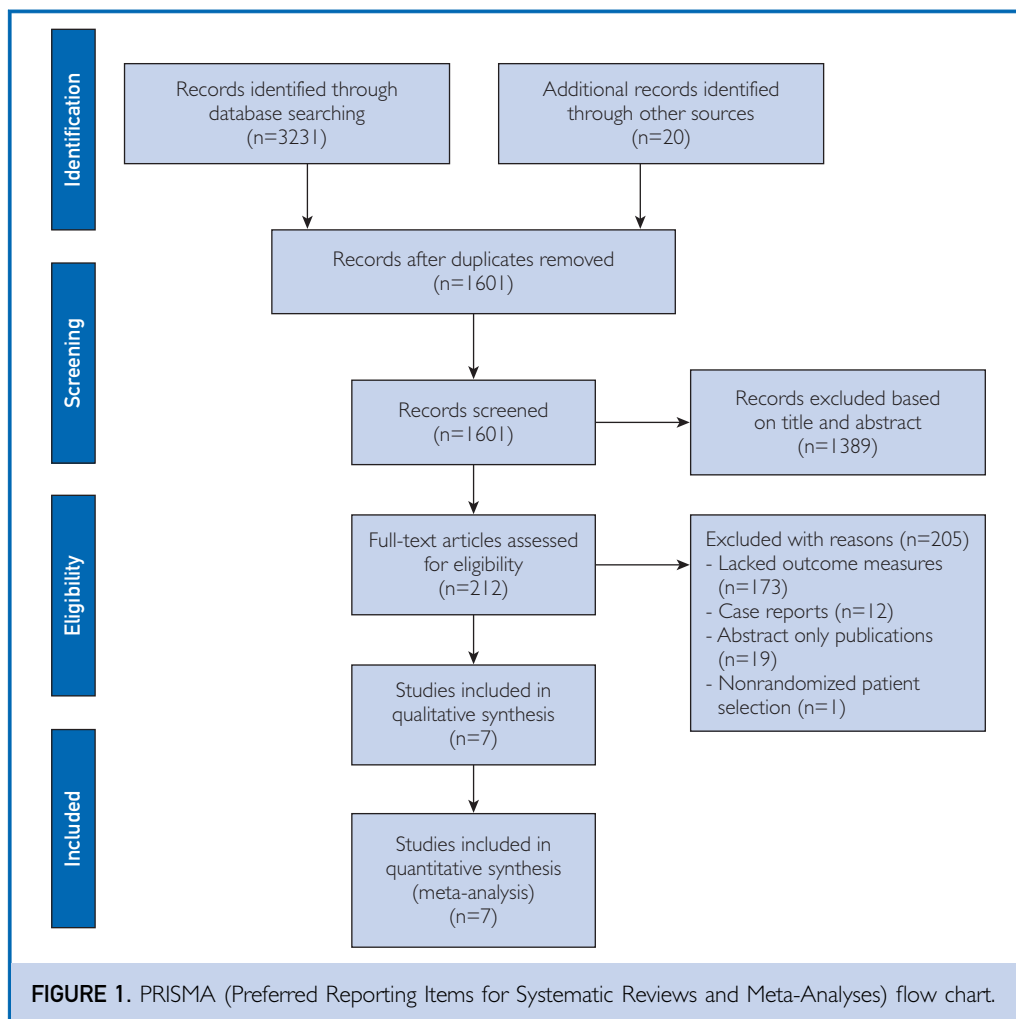 Identification
Records identified through
database searching
(n=3231)
Additional records identified
through other sources
(n=20)
Records after duplicates removed
(n=1601)
Screening
Records screened
(n=1601)
Records excluded based
on title and abstract
(n=1389)
Eligibility
Full-text articles assessed
for eligibility
(n=212)
Excluded with reasons (n=205)
- Lacked outcome measures
(n=173)
- Case reports (n=12)
- Abstract only publications
(n=19)
- Nonrandomized patient
selection (n=1)
Studies included in
qualitative synthesis
(n=7)
Included
Studies included in
quantitative synthesis
(meta-analysis)
(n=7)
FIGURE 1. PRISMA (Preferred Reporting Items for Systematic Reviews and Meta-Analyses) flow chart.